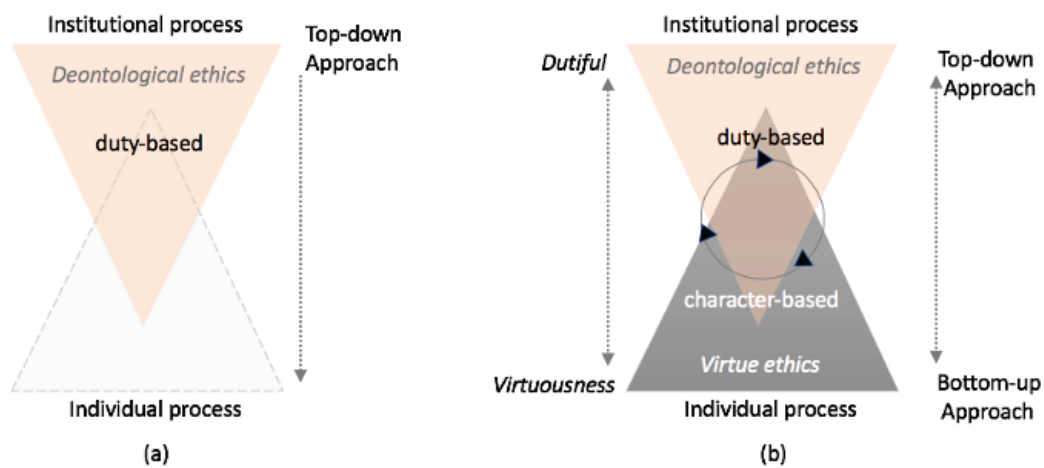 Institutional process
Top-down
Approach
Deontological ethics
duty-based
Individual process
(a)
Institutional process
Dutiful
Deontological ethics
Top-down
Approach
duty-based
character-based
Virtue ethics
Virtuousness
Individual process
Bottom-up
Approach
(b)